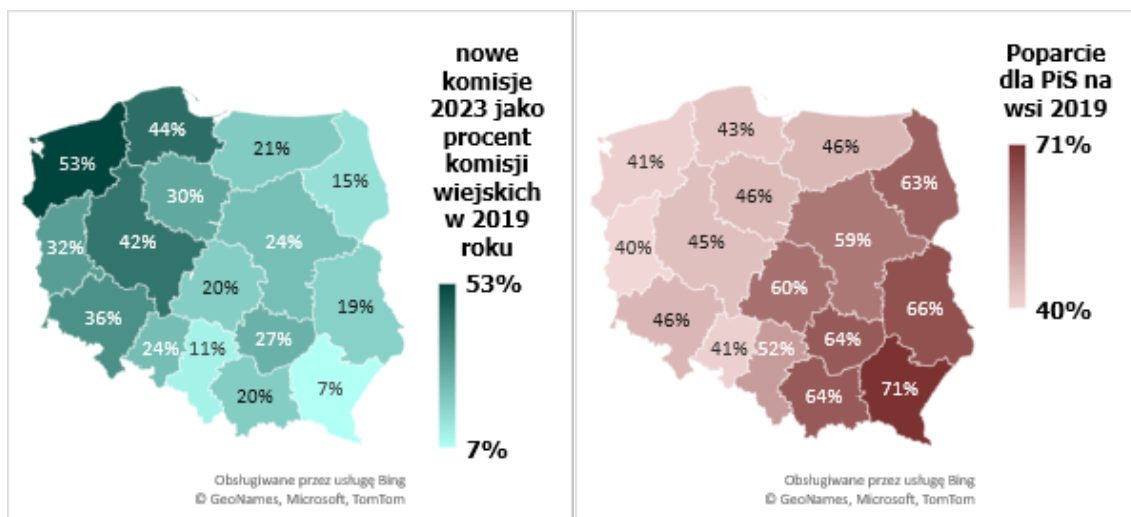 nowe
komisje
2023 jako
procent
komisji
wiejskich
w 2019
roku
53%
7%
44%
21%
53%
15%
30%
42%
24%
32%
20%
19%
36%
27%
24%
11%
7%
20%
Obsługiwane przez usługę Bing
© GeoNames, Microsoft, TomTom
Poparcie
dla PiS na
wsi 2019
71%
40%
43%
46%
41%
63%
46%
45%
59%
40%
60%
66%
46%
64%
41%
52%
71%
64%
Obsługiwane przez usługę Bing
© GeoNames, Microsoft, TomTom